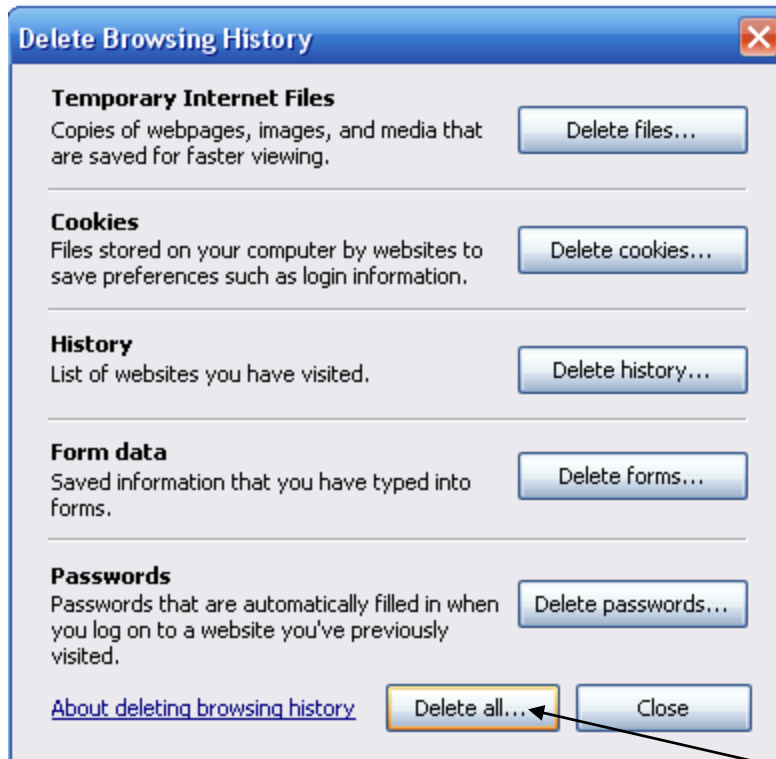 Delete Browsing History
Temporary Internet Files
Copies of webpages, images, and media that
are saved for faster viewing.
Delete files...
Cookies
Files stored on your computer by websites to
save preferences such as login information.
Delete cookies...
History
List of websites you have visited.
Delete history...
Form data
Saved information that you have typed into
forms.
Delete forms...
Passwords
Passwords that are automatically filled in when
you log on to a website you've previously
visited.
Delete passwords...
About deleting browsing history
Delete all...
Close